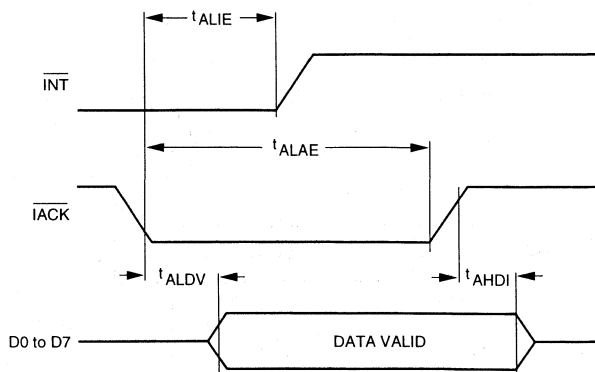 tALIE
INT
tALAE
IACK
tALDV
tAHDI
D0 to D7
DATA VALID